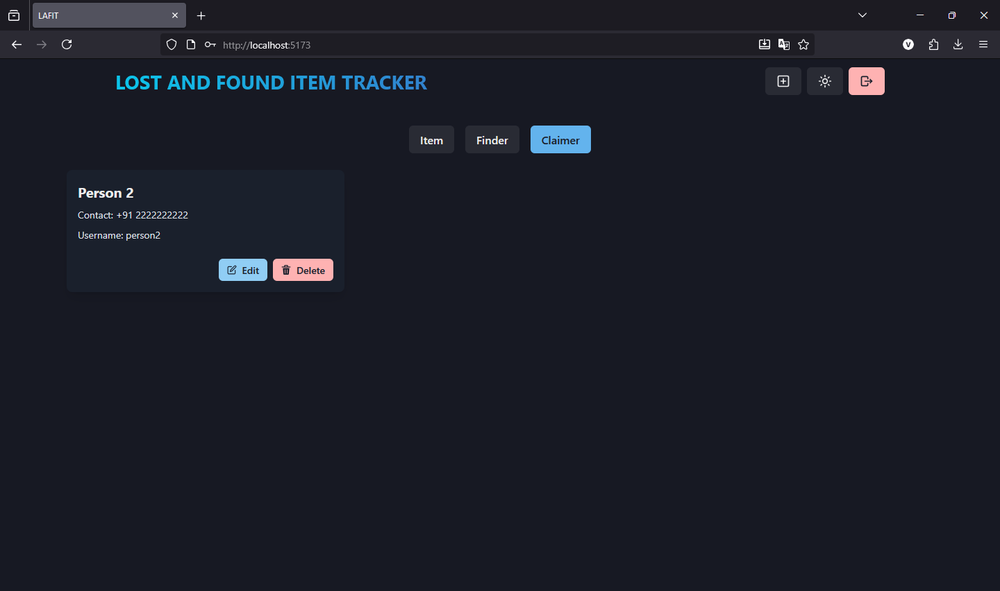 LAFIT
http://localhost:5173
V
LOST AND FOUND ITEM TRACKER
Item
Finder
Claimer
Person 2
Contact: +91 2222222222
Username: person2
Edit
Delete